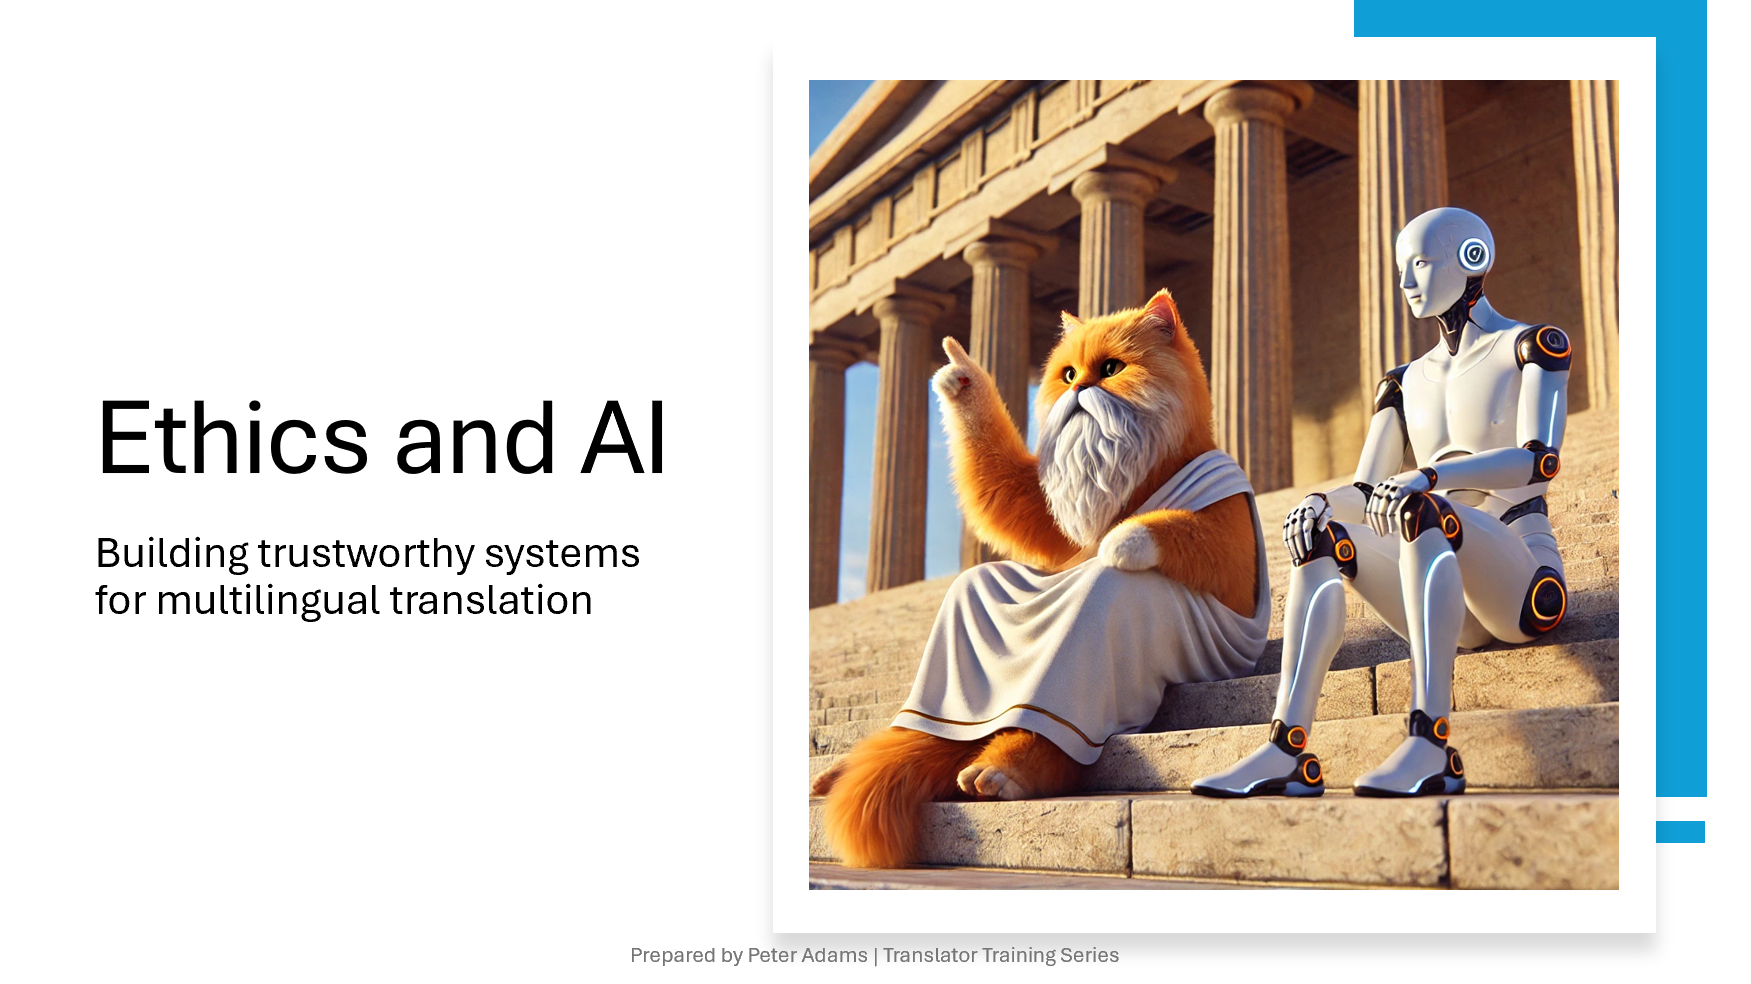 Ethics and AI
Building trustworthy systems
for multilingual translation
Prepared by Peter Adams | Translator Training Series